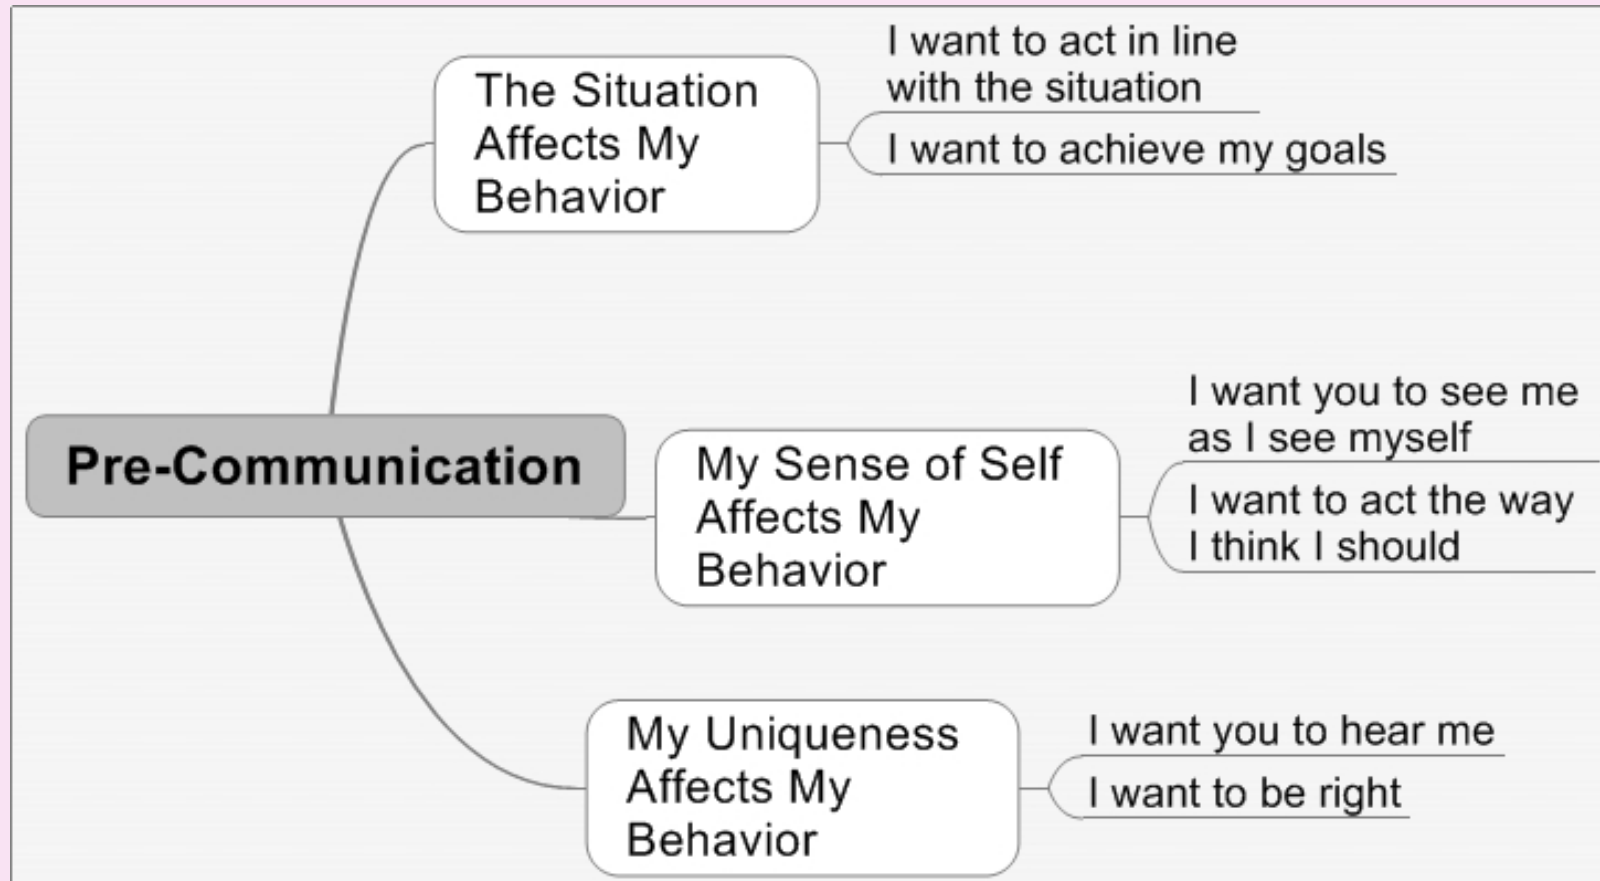 The Situation
Affects My
Behavior
I want to act in line
with the situation
I want to achieve my goals
Pre-Communication
My Sense of Self
Affects My
Behavior
I want you to see me
as I see myself
I want to act the way
I think I should
My Uniqueness
Affects My
Behavior
I want you to hear me
I want to be right